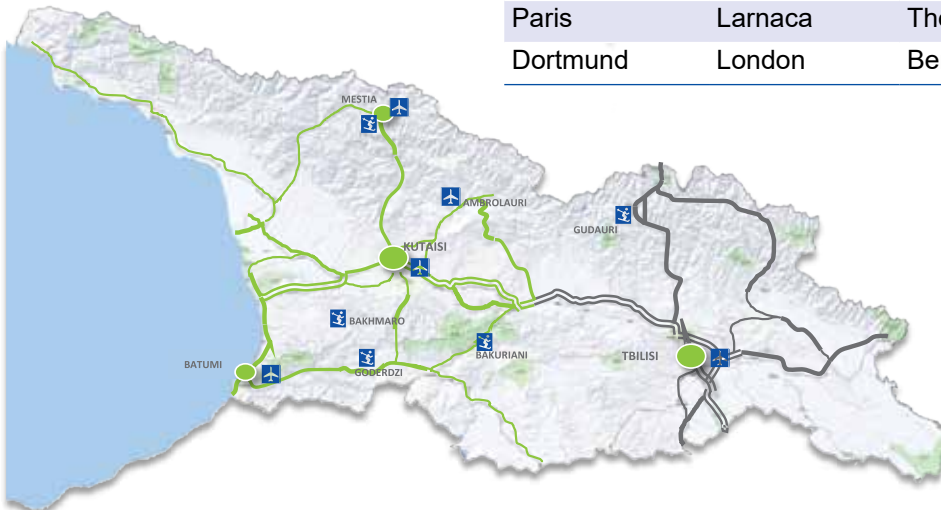 Paris Larnaca
Dortmund London
MESTIA
AMBROLAURI
GUDAURI
KUTAISI
BAKHMARO
BAKURIANI
TBILISI
BATUMI
GODERDZI